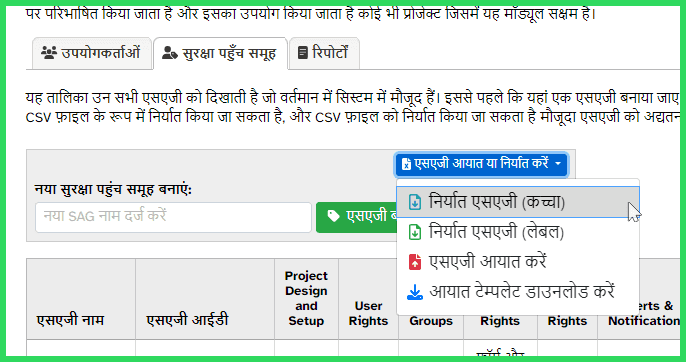 पर परिभाषित किया जाता है और इसका उपयोग किया जाता है कोई भी प्रोजेक्ट जिसमें यह मॉड्यूल सक्षम है।
उपयोगकर्ताओं सुरक्षा पहुँच समूह रिपोर्टों
यह तालिका उन सभी एसएजी को दिखाती है जो वर्तमान में सिस्टम में मौजूद हैं। इससे पहले कि यहां एक एसएजी बनाया जाए
CSV फ़ाइल के रूप में निर्यात किया जा सकता है, और CSV फ़ाइल को निर्यात किया जा सकता है मौजूदा एसएजी को अद्यतन
एसएजी आयात या निर्यात करें
नया सुरक्षा पहुंच समूह बनाएं:
नया SAG नाम दर्ज करें एसएजी
निर्यात एसएजी (कच्चा)
निर्यात एसएजी (लेबल)
एसएजी आयात करें
आयात टेम्पलेट डाउनलोड करें
एसएजी नाम
एसएजी आईडी
Project Design and Setup
User Rights
Groups
Rights
Rights
& Notification
फॉर्म और